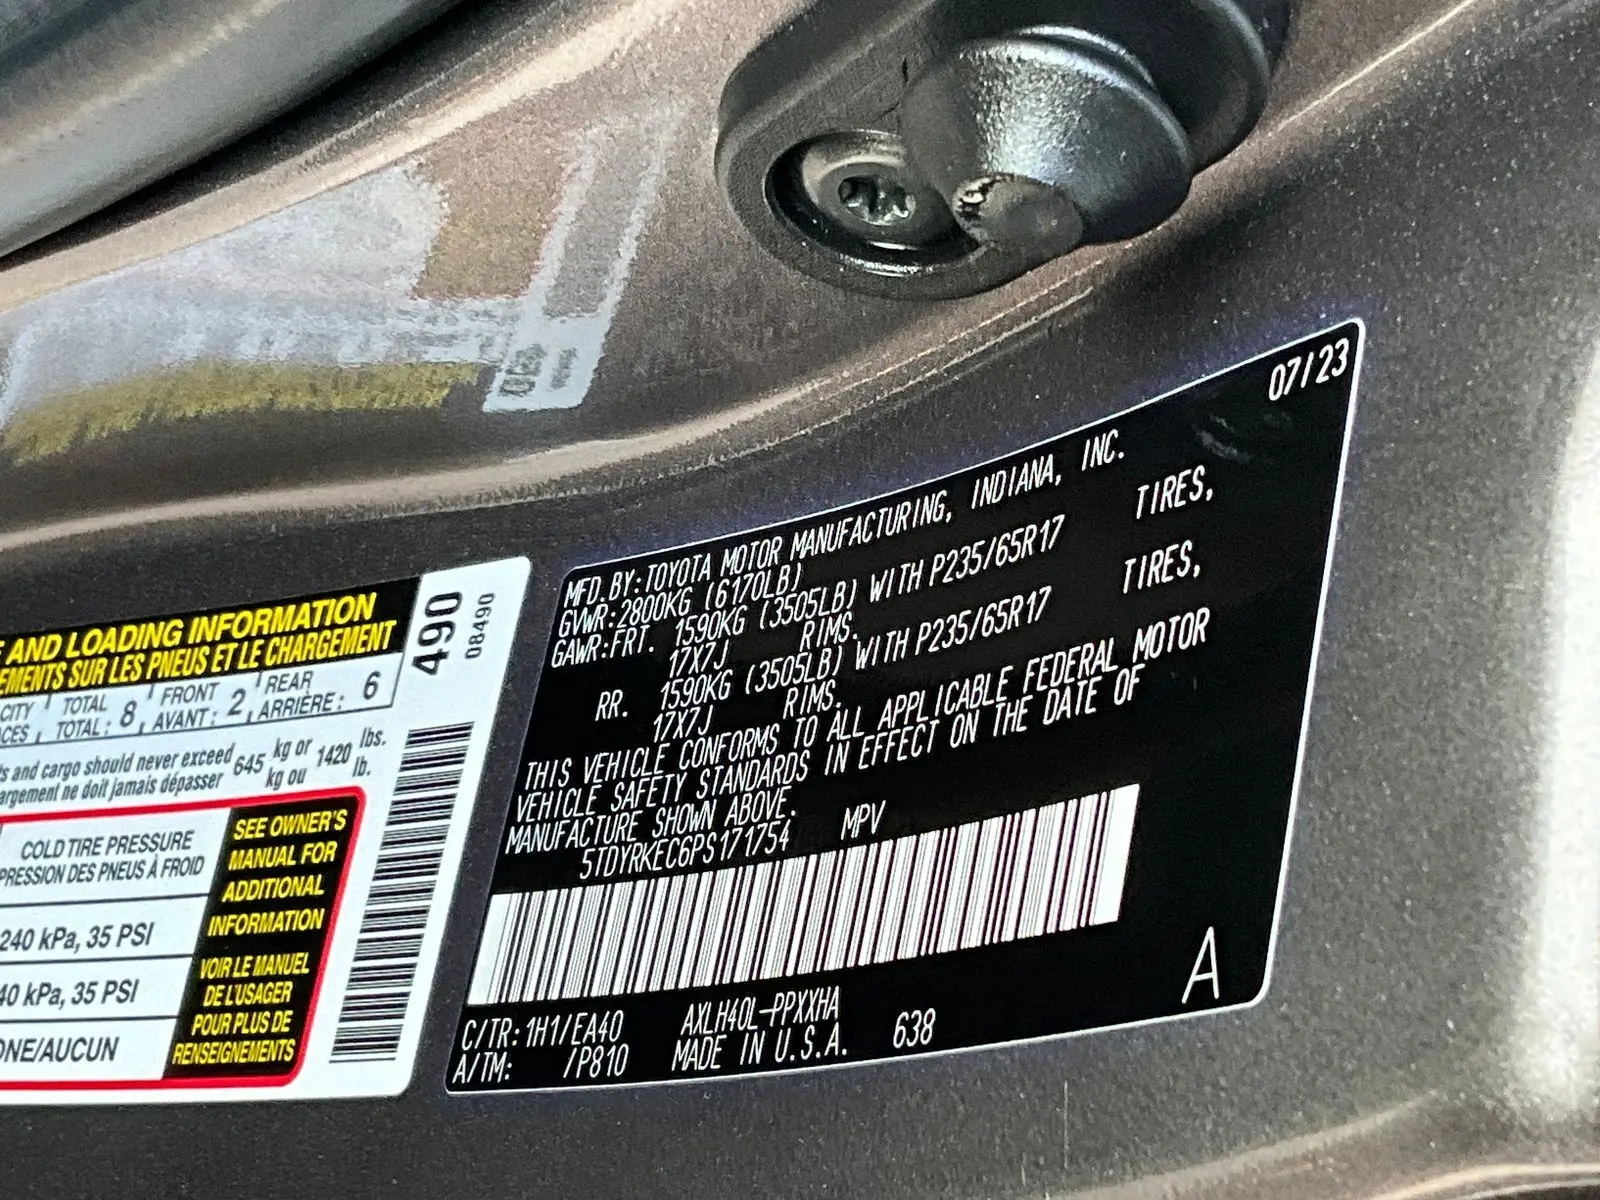 AND LOADING INFORMATION
SUR LES PNEUS ET LE CHARGEMENT
TOTAL FRONT REAR
TOTAL: 8 AVANT: 2 ARRIÈRE: 6
and cargo should never exceed 645 kg or 1420 lbs.
ne doit jamais dépasser kg ou lb.
COLD TIRE PRESSURE
PRESSION DES PNEUS À FROID
240 kPa, 35 PSI
40 kPa, 35 PSI
/AUCUN
SEE OWNER'S
MANUAL FOR
ADDITIONAL
INFORMATION
VOIR LE MANUEL
DE L'USAGER
POUR PLUS DE
RENSEIGNEMENTS
490
08490
07/23
MFD. BY: TOYOTA MOTOR MANUFACTURING, INDIANA, INC.
GVWR: 2800KG (6170LB)
GAWR: FRT. 1590KG (3505LB) WITH P235/65R17 TIRES,
17X7J RIMS.
RR. 1590KG (3505LB) WITH P235/65R17 TIRES,
17X7J RIMS.
THIS VEHICLE CONFORMS TO ALL APPLICABLE FEDERAL MOTOR
VEHICLE SAFETY STANDARDS IN EFFECT ON THE DATE OF
MANUFACTURE SHOWN ABOVE.
5TDYRKEC6PS171754 MPV
C/TR: 1H1/EA40 AXLH40L-PPXXHA
A/TM: /P810 MADE IN U.S.A. 638
A